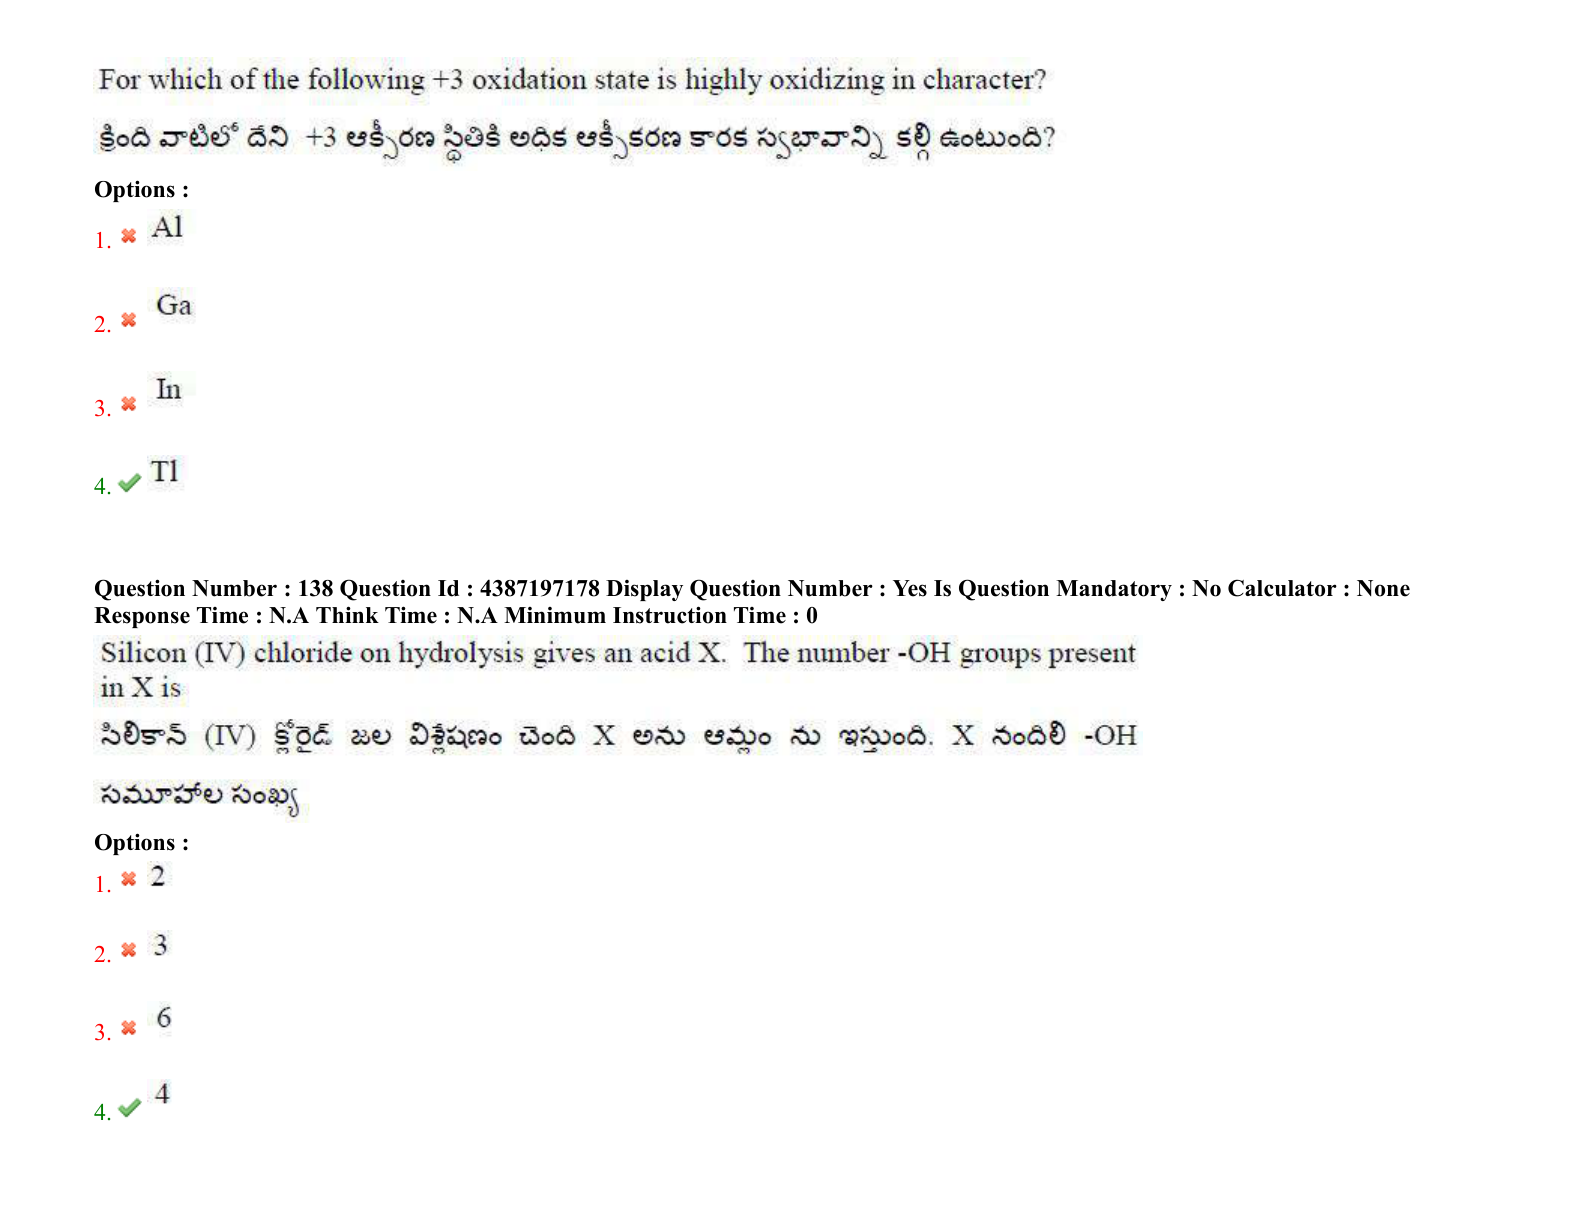 For which of the following +3 oxidation state is highly oxidizing in character?
క్రింది వాటిలో దేని +3 ఆక్సీరణ స్థితికి అధిక ఆక్సీకరణ కారక స్వభావాన్ని కల్గి ఉంటుంది?
Options :
1. Al
2. Ga
3. In
4. Tl
Question Number : 138 Question Id : 4387197178 Display Question Number : Yes Is Question Mandatory : No Calculator : None
Response Time : N.A Think Time : N.A Minimum Instruction Time : 0
Silicon (IV) chloride on hydrolysis gives an acid X. The number -OH groups present
in X is
సిలికాన్ (IV) క్లోరైడ్ జల విశ్లేషణం చెంది X అను ఆమ్లం ను ఇస్తుంది. X నందిలి -OH
సమూహాల సంఖ్య
Options :
1. 2
2. 3
3. 6
4. 4